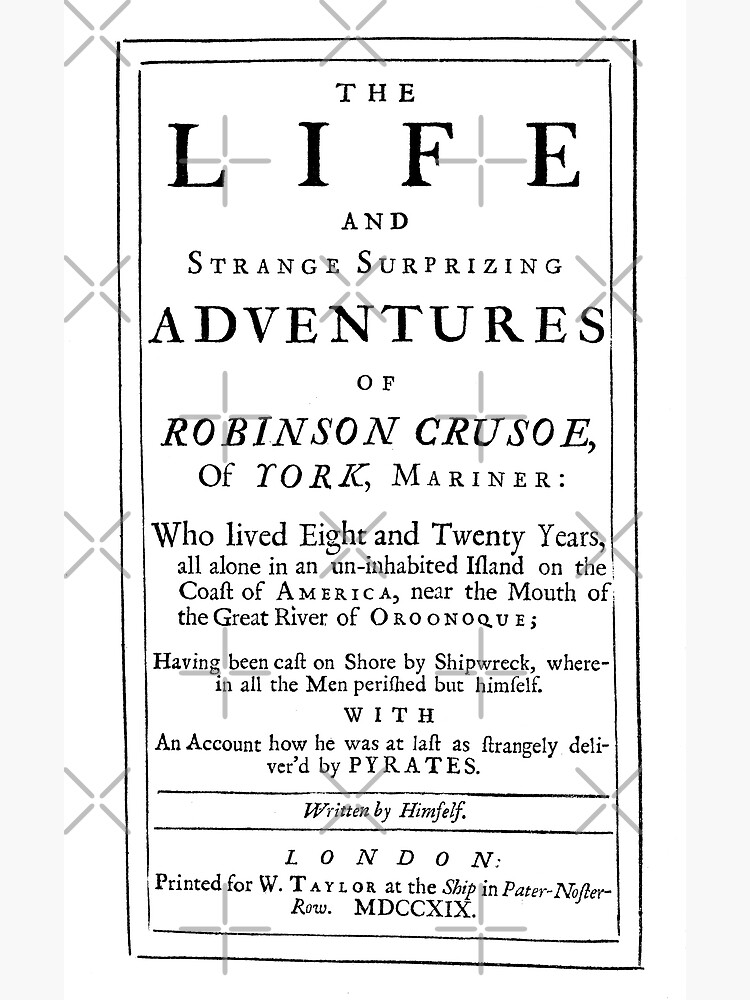 THE
LIFE
AND
STRANGE SURPRIZING
ADVENTURES
OF
ROBINSON CRUSOE,
Of YORK, MARINER:
Who lived Eight and Twenty Years,
all alone in an un-inhabited Iſland on the
Coaſt of AMERICA, near the Mouth of
the Great River of OROONOQUE;
Having been caſt on Shore by Shipwreck, where-
in all the Men periſhed but himſelf.
WITH
An Account how he was at laſt as ſtrangely deli-
ver'd by PYRATES.
Written by Himſelf.
LONDON:
Printed for W. TAYLOR at the Ship in Pater-Noſter-
Row. MDCCXIX.